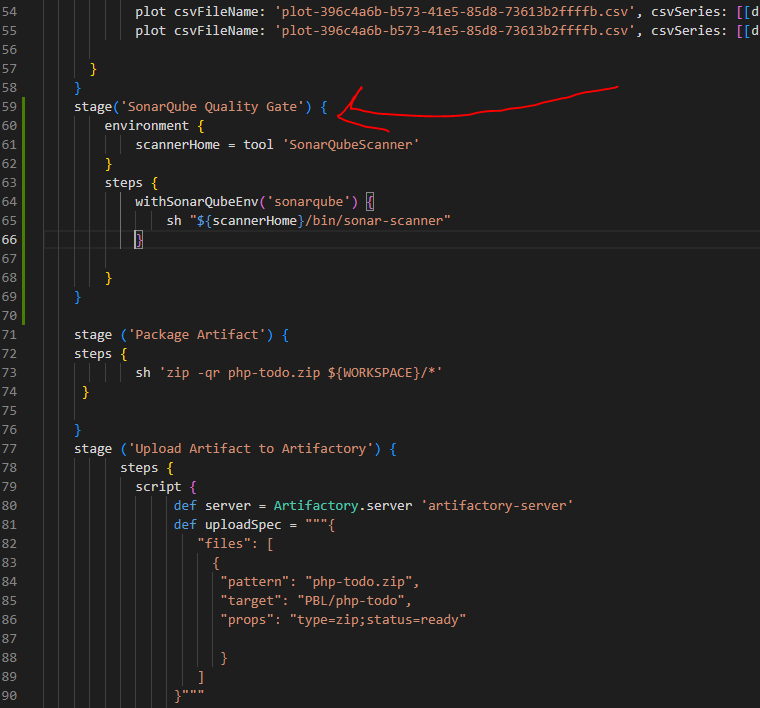 54 plot csvFileName: 'plot-396c4a6b-b573-41e5-85d8-73613b2ffffb.csv', csvSeries: [[d
55 plot csvFileName: 'plot-396c4a6b-b573-41e5-85d8-73613b2ffffb.csv', csvSeries: [[d
56
57 }
58 }
59 stage('SonarQube Quality Gate') {
60 environment {
61 scannerHome = tool 'SonarQubeScanner'
62 }
63 steps {
64 withSonarQubeEnv('sonarqube') {
65 sh "${scannerHome}/bin/sonar-scanner"
66 }
67
68 }
69 }
70
71 stage ('Package Artifact') {
72 steps {
73 sh 'zip -qr php-todo.zip ${WORKSPACE}/*'
74 }
75
76 }
77 stage ('Upload Artifact to Artifactory') {
78 steps {
79 script {
80 def server = Artifactory.server 'artifactory-server'
81 def uploadSpec = """{
82 "files": [
83 {
84 "pattern": "php-todo.zip",
85 "target": "PBL/php-todo",
86 "props": "type=zip;status=ready"
87
88 }
89 ]
90 }"""